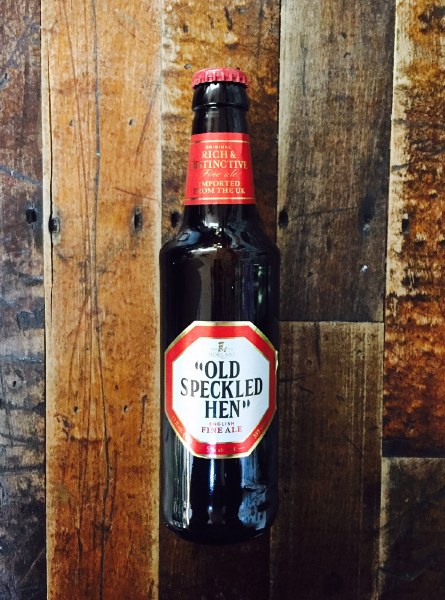 ORIGINAL
RICH &
DISTINCTIVE
Fine ale
IMPORTED
FROM THE UK
"OLD
SPECKLED
HEN"
ENGLISH
FINE ALE